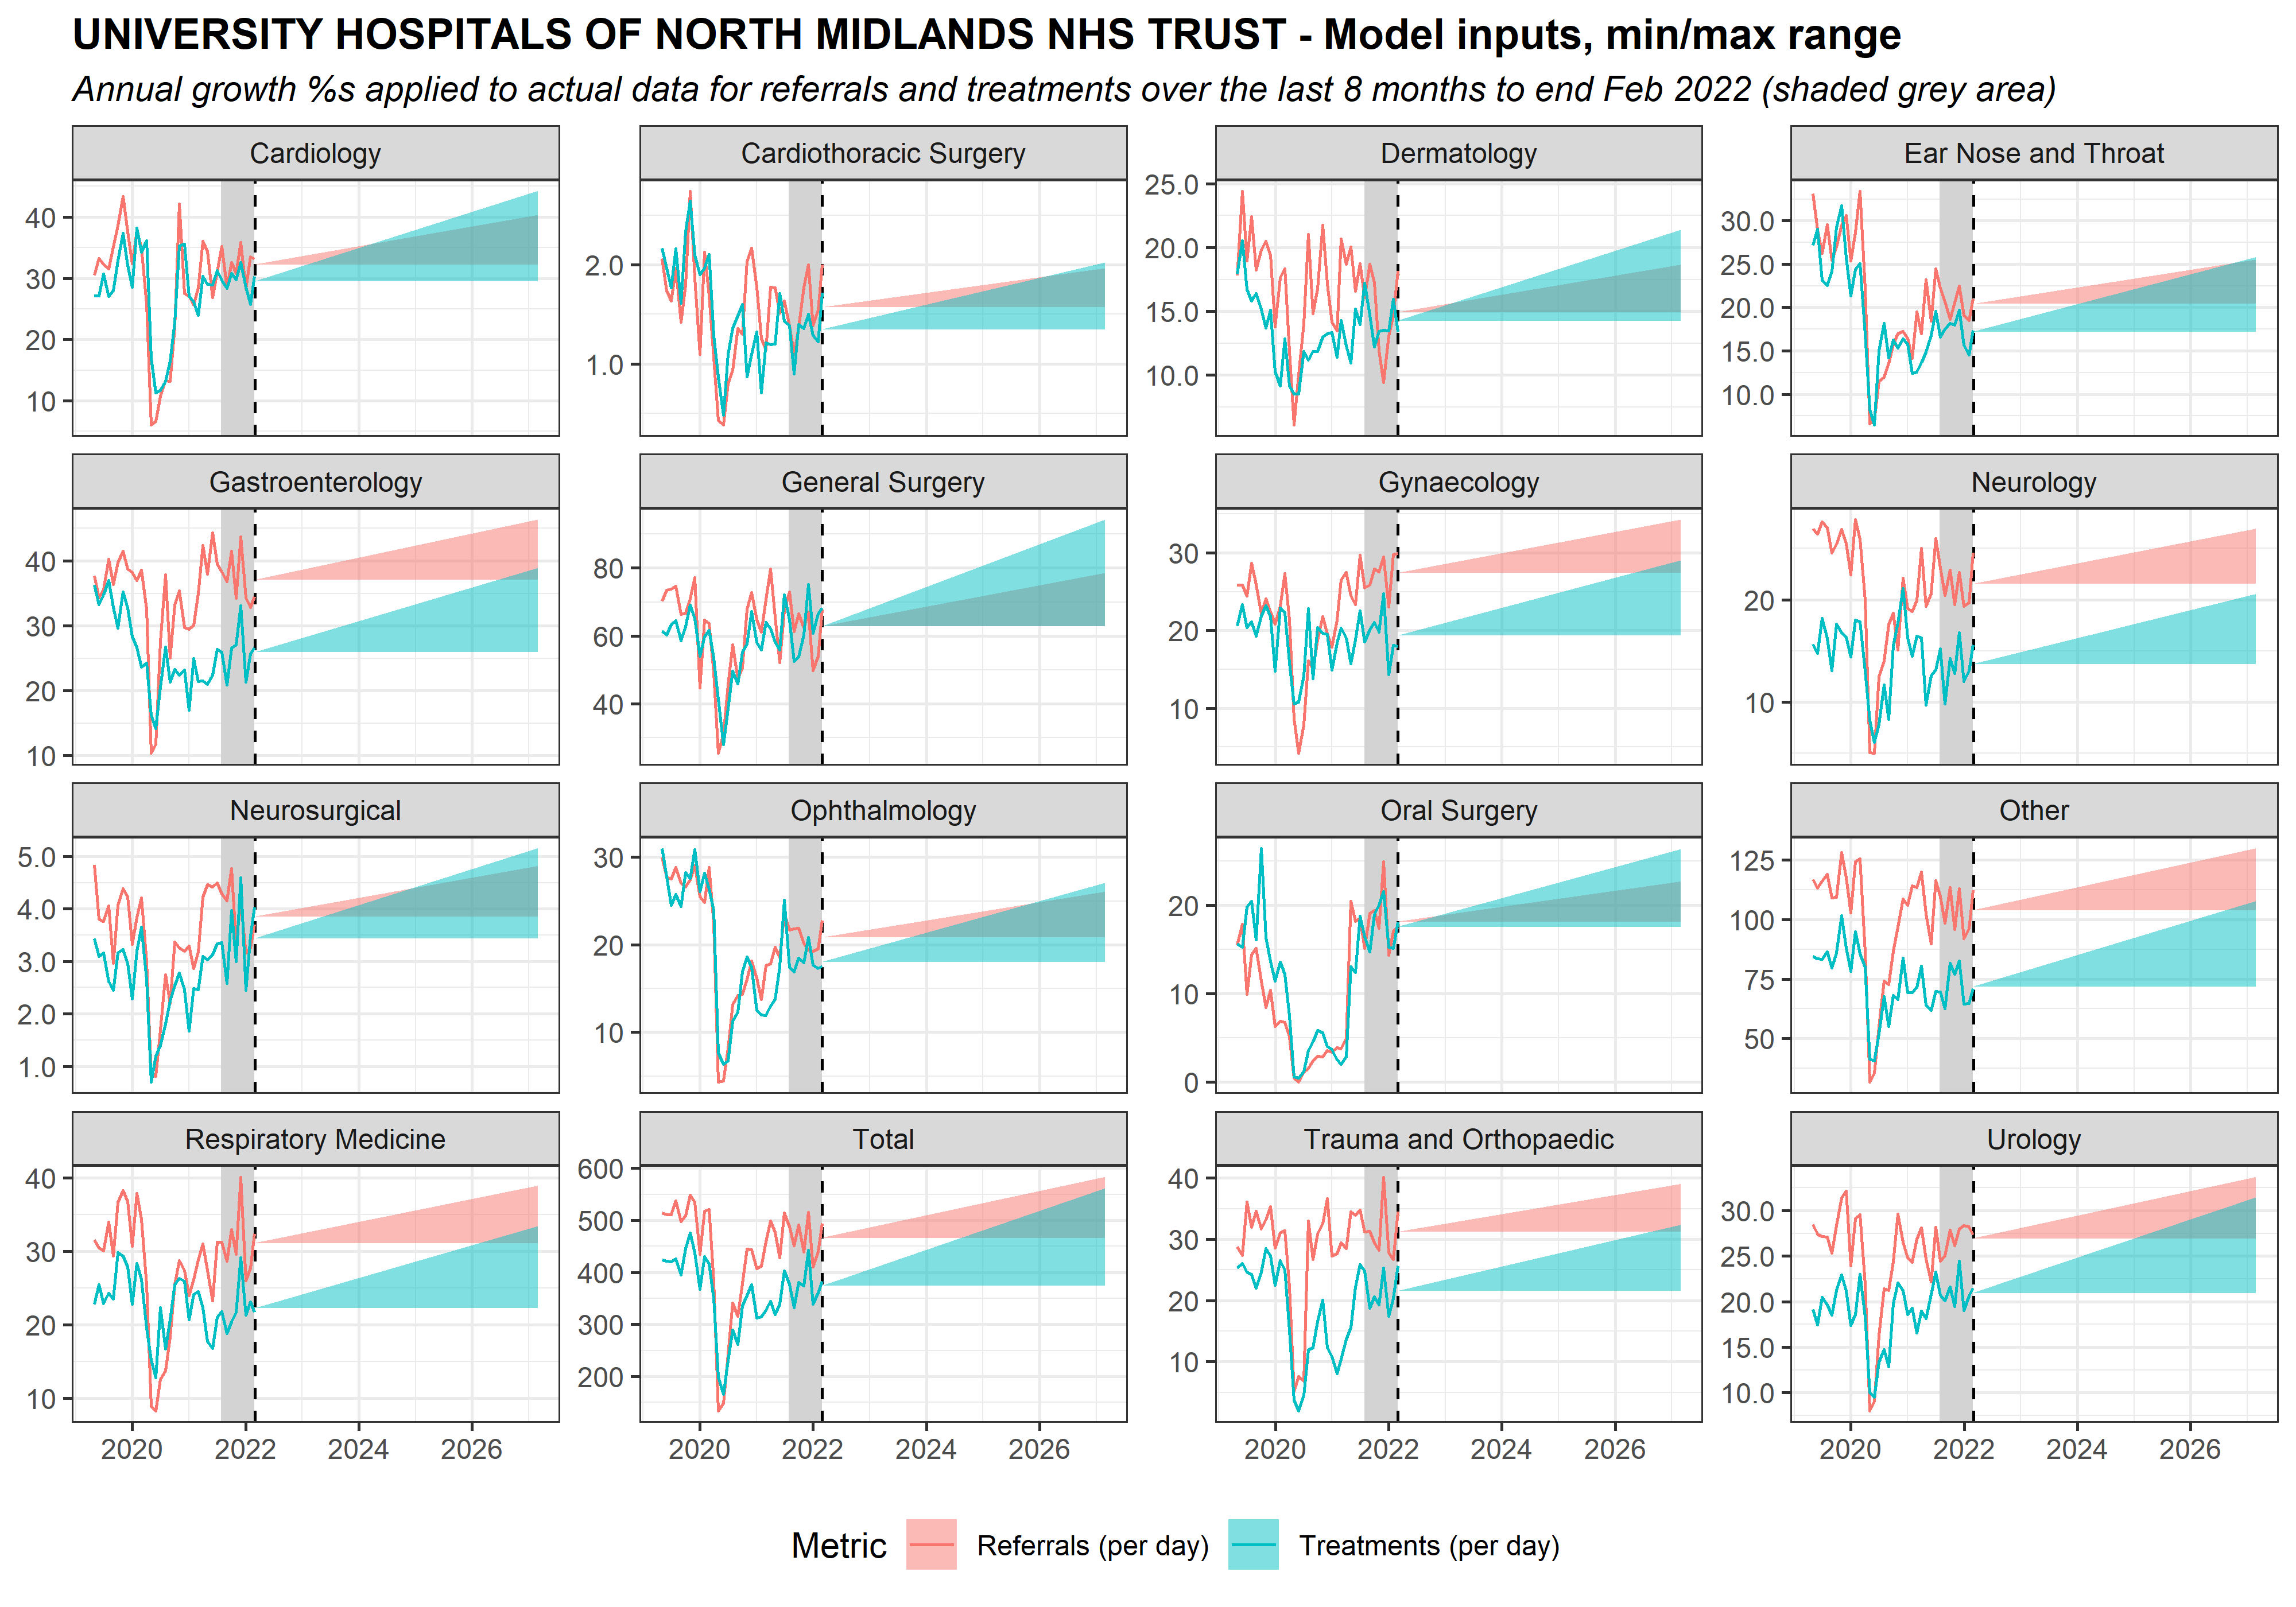 UNIVERSITY HOSPITALS OF NORTH MIDLANDS NHS TRUST - Model inputs, min/max range
Annual growth %s applied to actual data for referrals and treatments over the last 8 months to end Feb 2022 (shaded grey area)
Cardiology
40
30
20
10
Cardiothoracic Surgery
2.0
1.0
Dermatology
25.0
20.0
15.0
10.0
Ear Nose and Throat
30.0
25.0
20.0
15.0
10.0
Gastroenterology
40
30
20
10
General Surgery
80
60
40
Gynaecology
30
20
10
Neurology
20
10
Neurosurgical
5.0
4.0
3.0
2.0
1.0
Ophthalmology
30
20
10
Oral Surgery
20
10
0
Other
125
100
75
50
Respiratory Medicine
40
30
20
10
2020 2022 2024 2026
Total
600
500
400
300
200
2020 2022 2024 2026
Trauma and Orthopaedic
40
30
20
10
2020 2022 2024 2026
Urology
30.0
25.0
20.0
15.0
10.0
2020 2022 2024 2026
Metric Referrals (per day) Treatments (per day)